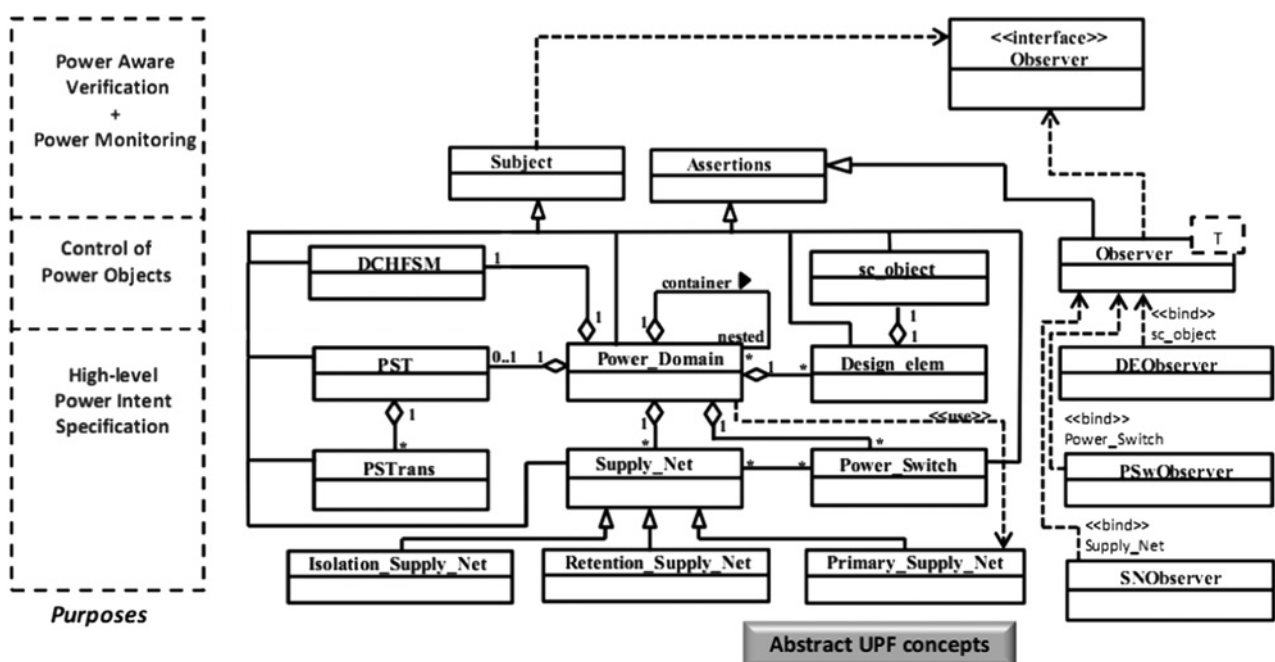 Power Aware
Verification
+
Power Monitoring
Control of
Power Objects
High-level
Power Intent
Specification
Purposes
<<interface>>
Observer
Subject
Assertions
T
Observer
DCHFSM
1
container
1
nested
*
sc_object
1
1
<<bind>>
sc_object
DEObserver
PST
0..1
1
1
Power_Domain
1
*
Design_elem
<<use>>
1
*
1
*
1
*
PSTrans
Supply_Net
*
*
Power_Switch
<<bind>>
Power_Switch
PSwObserver
<<bind>>
Supply_Net
SNObserver
Isolation_Supply_Net
Retention_Supply_Net
Primary_Supply_Net
Abstract UPF concepts